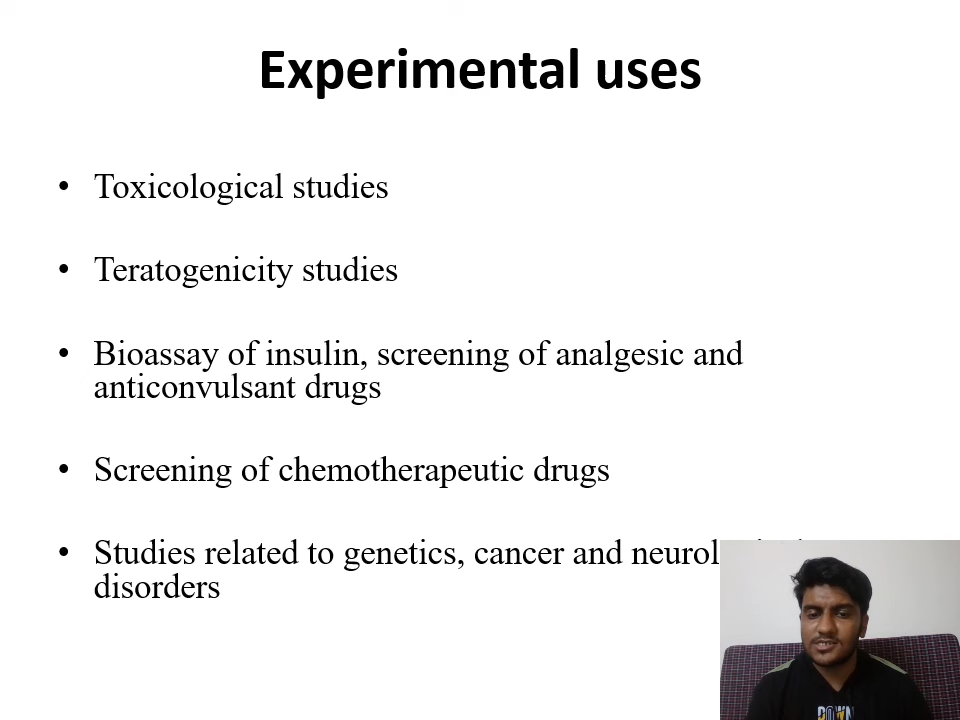 Experimental uses
• Toxicological studies
• Teratogenicity studies
• Bioassay of insulin, screening of analgesic and
anticonvulsant drugs
• Screening of chemotherapeutic drugs
• Studies related to genetics, cancer and
disorders